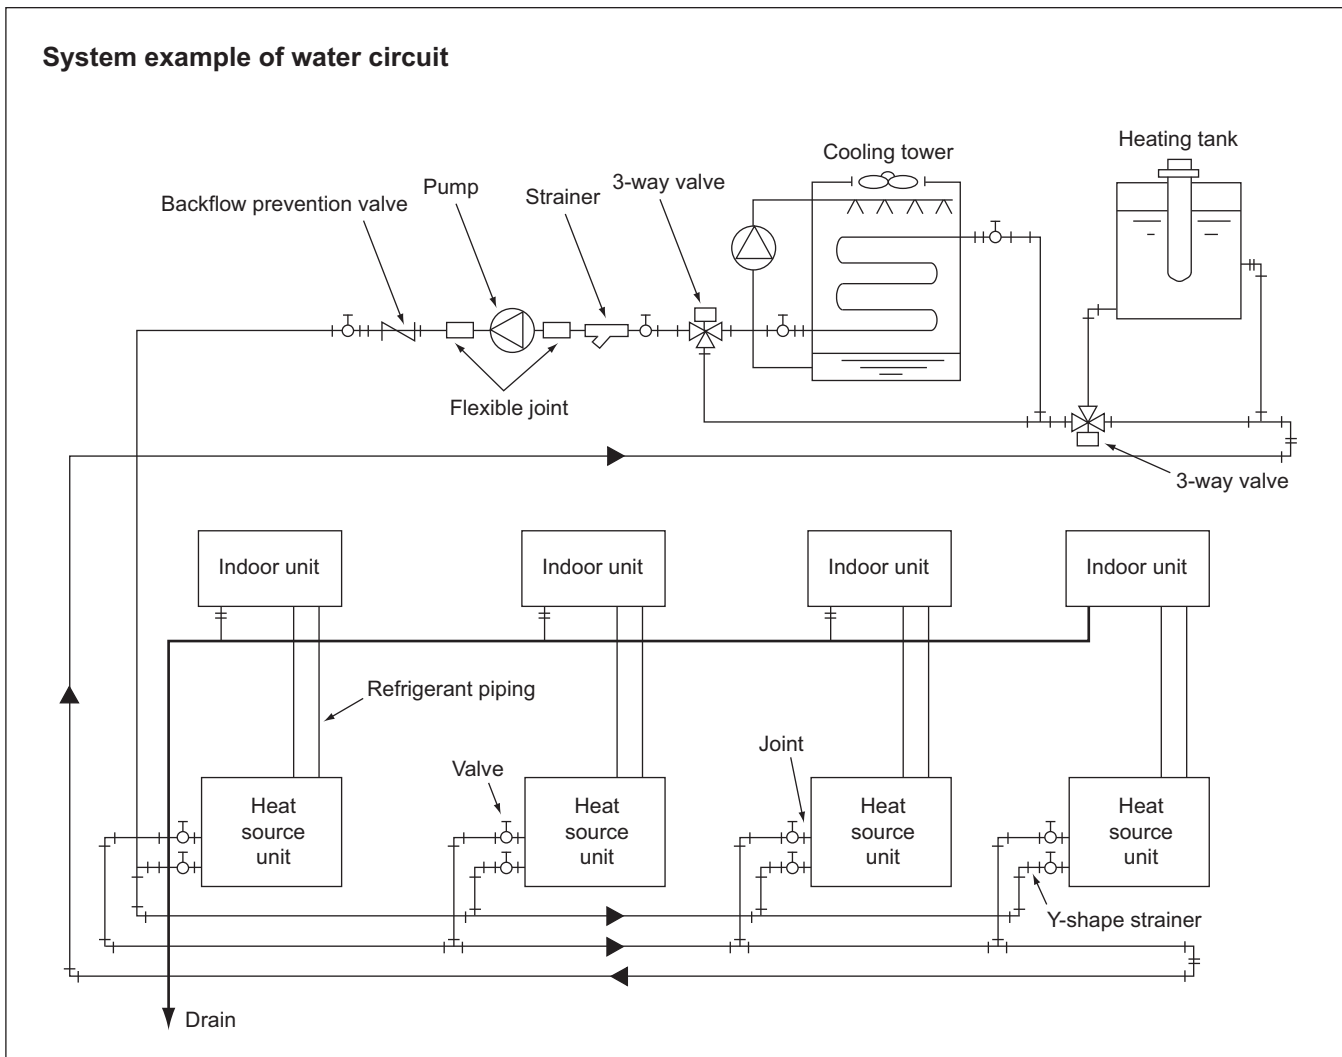 System example of water circuit
Heating tank
Cooling tower
3-way valve
Pump
Strainer
Backflow prevention valve
Flexible joint
3-way valve
Indoor unit
Indoor unit
Indoor unit
Indoor unit
Refrigerant piping
Joint
Valve
Heat
source
unit
Heat
source
unit
Heat
source
unit
Heat
source
unit
Y-shape strainer
Drain